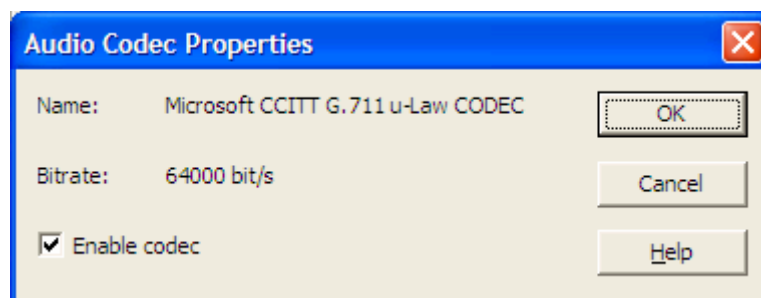 Audio Codec Properties
Name: Microsoft CCITT G.711 u-Law CODEC
OK
Bitrate: 64000 bit/s
Cancel
Enable codec
Help